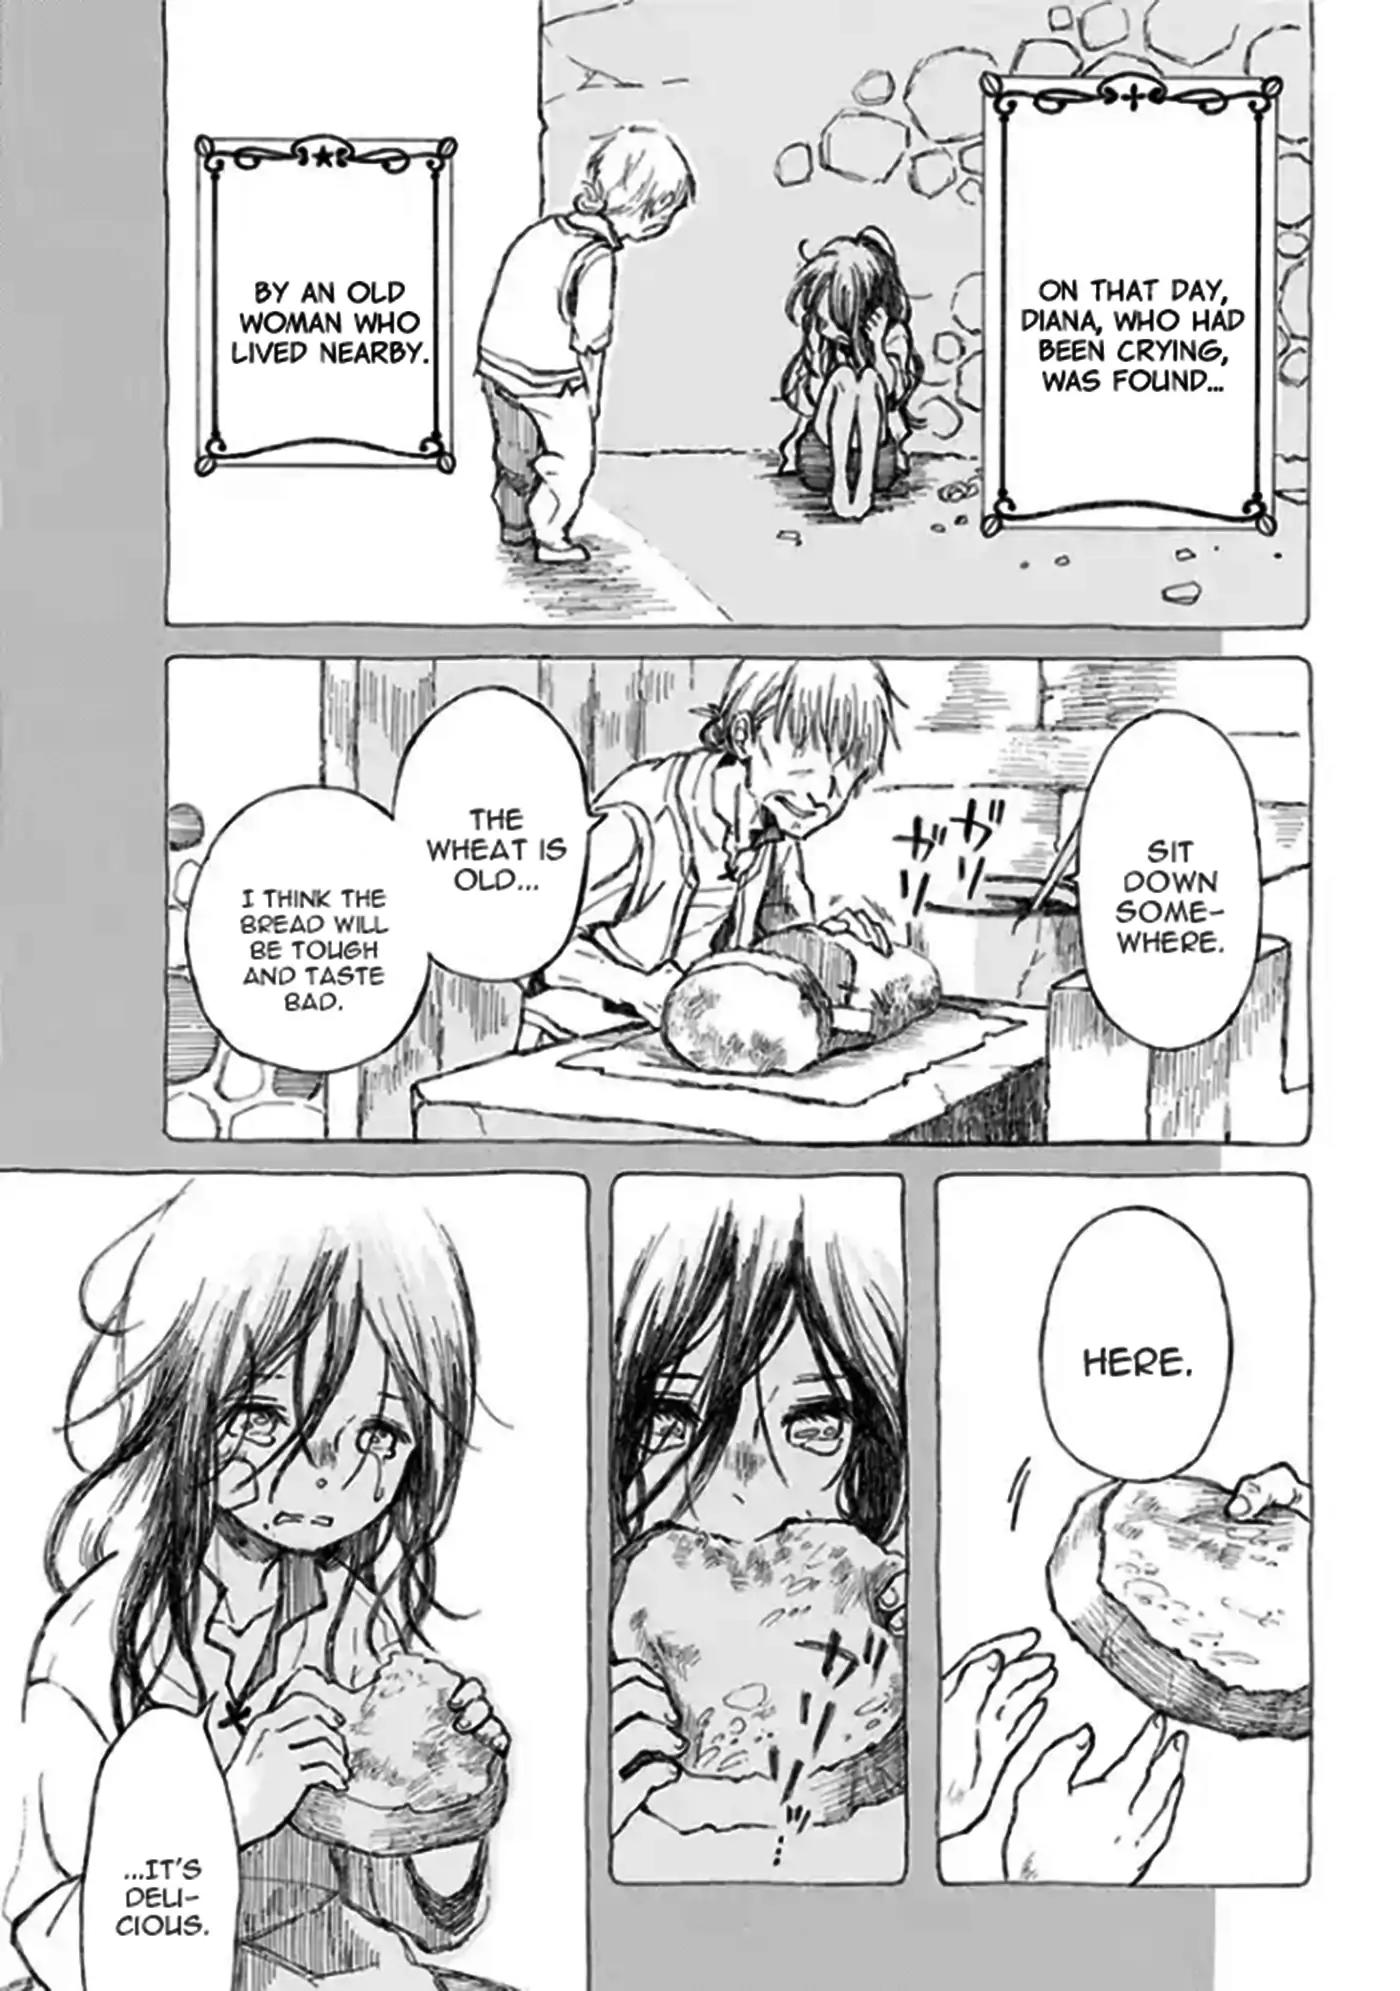 ON THAT DAY,
DIANA, WHO HAD
BEEN CRYING,
WAS FOUND...
BY AN OLD
WOMAN WHO
LIVED NEARBY.
SIT
DOWN
SOME-
WHERE.
ガリ
ガリ
THE
WHEAT IS
OLD...
I THINK THE
BREAD WILL
BE TOUGH
AND TASTE
BAD.
HERE.
ガリッ…
...IT'S
DELI-
CIOUS.